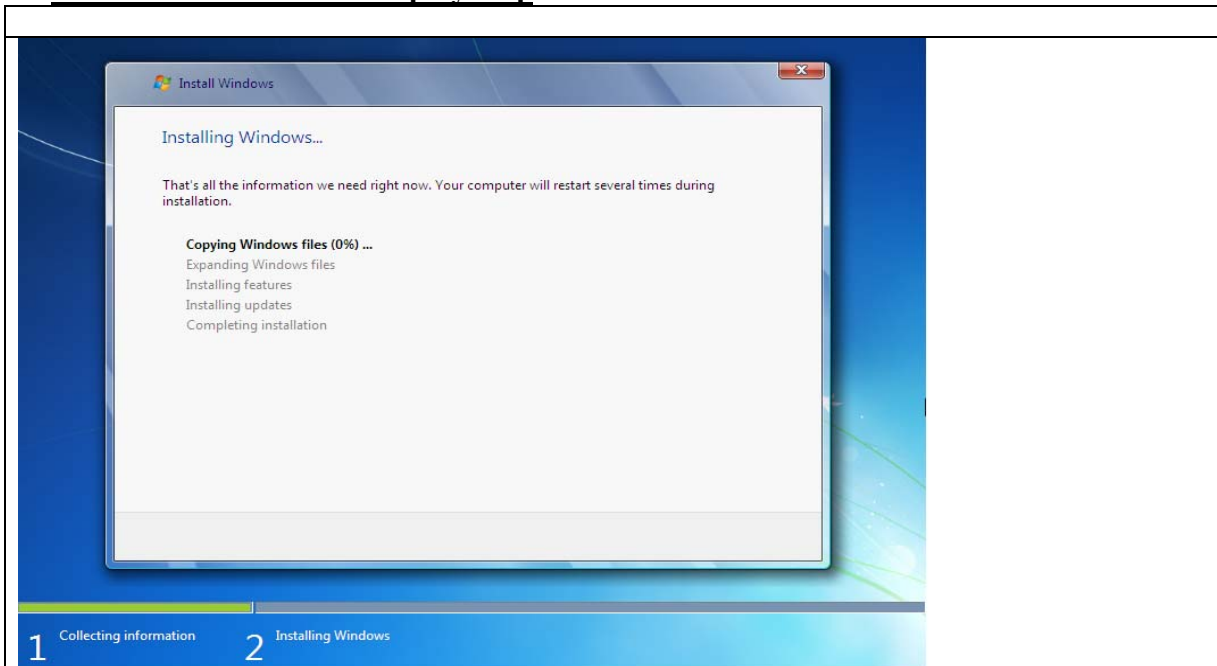 Install Windows
Installing Windows...
That's all the information we need right now. Your computer will restart several times during
installation.
Copying Windows files (0%) ...
Expanding Windows files
Installing features
Installing updates
Completing installation
1 Collecting information 2 Installing Windows